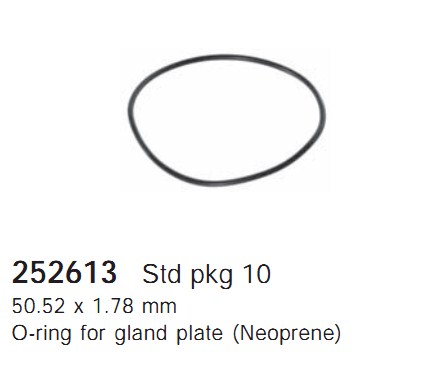 252613 Std pkg 10
50.52 x 1.78 mm
O-ring for gland plate (Neoprene)